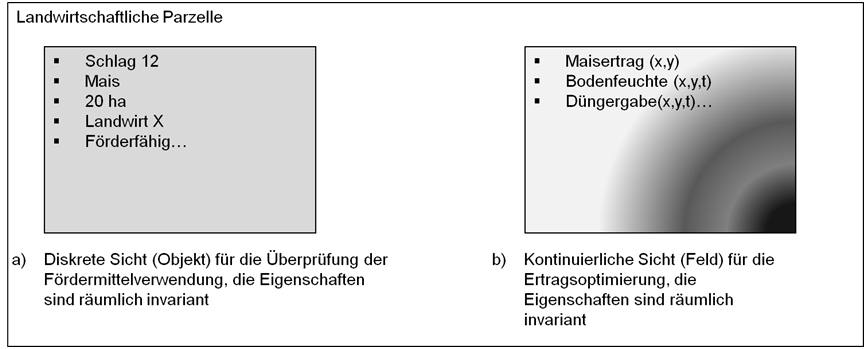 Landwirtschaftliche Parzelle
▪ Schlag 12
▪ Mais
▪ 20 ha
▪ Landwirt X
▪ Förderfähig…
a) Diskrete Sicht (Objekt) für die Überprüfung der
Fördermittelverwendung, die Eigenschaften
sind räumlich invariant
▪ Maisertrag (x,y)
▪ Bodenfeuchte (x,y,t)
▪ Düngergabe(x,y,t)…
b) Kontinuierliche Sicht (Feld) für die
Ertragsoptimierung, die
Eigenschaften sind räumlich
invariant